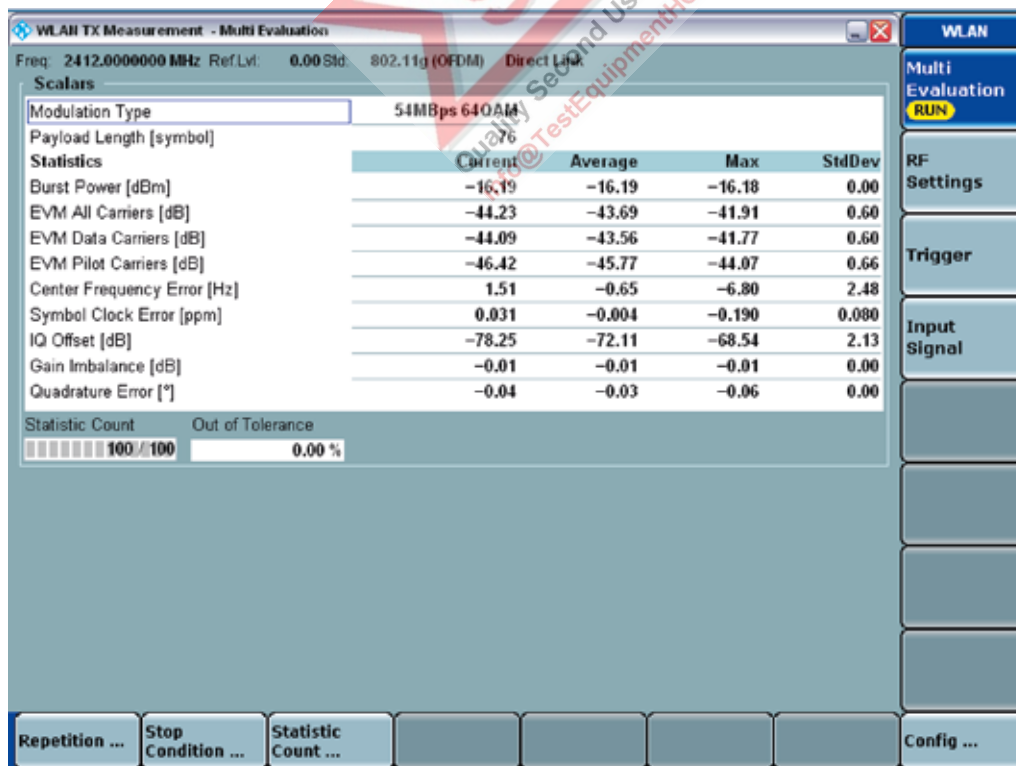 WLAN TX Measurement - Multi Evaluation
WLAN
Freq: 2412.0000000 MHz Ref.Lvl: 0.00 Std: 802.11g (OFDM) Direct Link
Scalars
Modulation Type 54MBps 64QAM
Payload Length [symbol] 76
Statistics Current Average Max StdDev
Burst Power [dBm] -16.19 -16.19 -16.18 0.00
EVM All Carriers [dB] -44.23 -43.69 -41.91 0.60
EVM Data Carriers [dB] -44.09 -43.56 -41.77 0.60
EVM Pilot Carriers [dB] -46.42 -45.77 -44.07 0.66
Center Frequency Error [Hz] 1.51 -0.65 -6.80 2.48
Symbol Clock Error [ppm] 0.031 -0.004 -0.190 0.080
IQ Offset [dB] -78.25 -72.11 -68.54 2.13
Gain Imbalance [dB] -0.01 -0.01 -0.01 0.00
Quadrature Error [°] -0.04 -0.03 -0.06 0.00
Statistic Count Out of Tolerance
100 / 100 0.00 %
Multi
Evaluation
RUN
RF
Settings
Trigger
Input
Signal
Repetition ...
Stop
Condition ...
Statistic
Count ...
Config ...
Quality Second